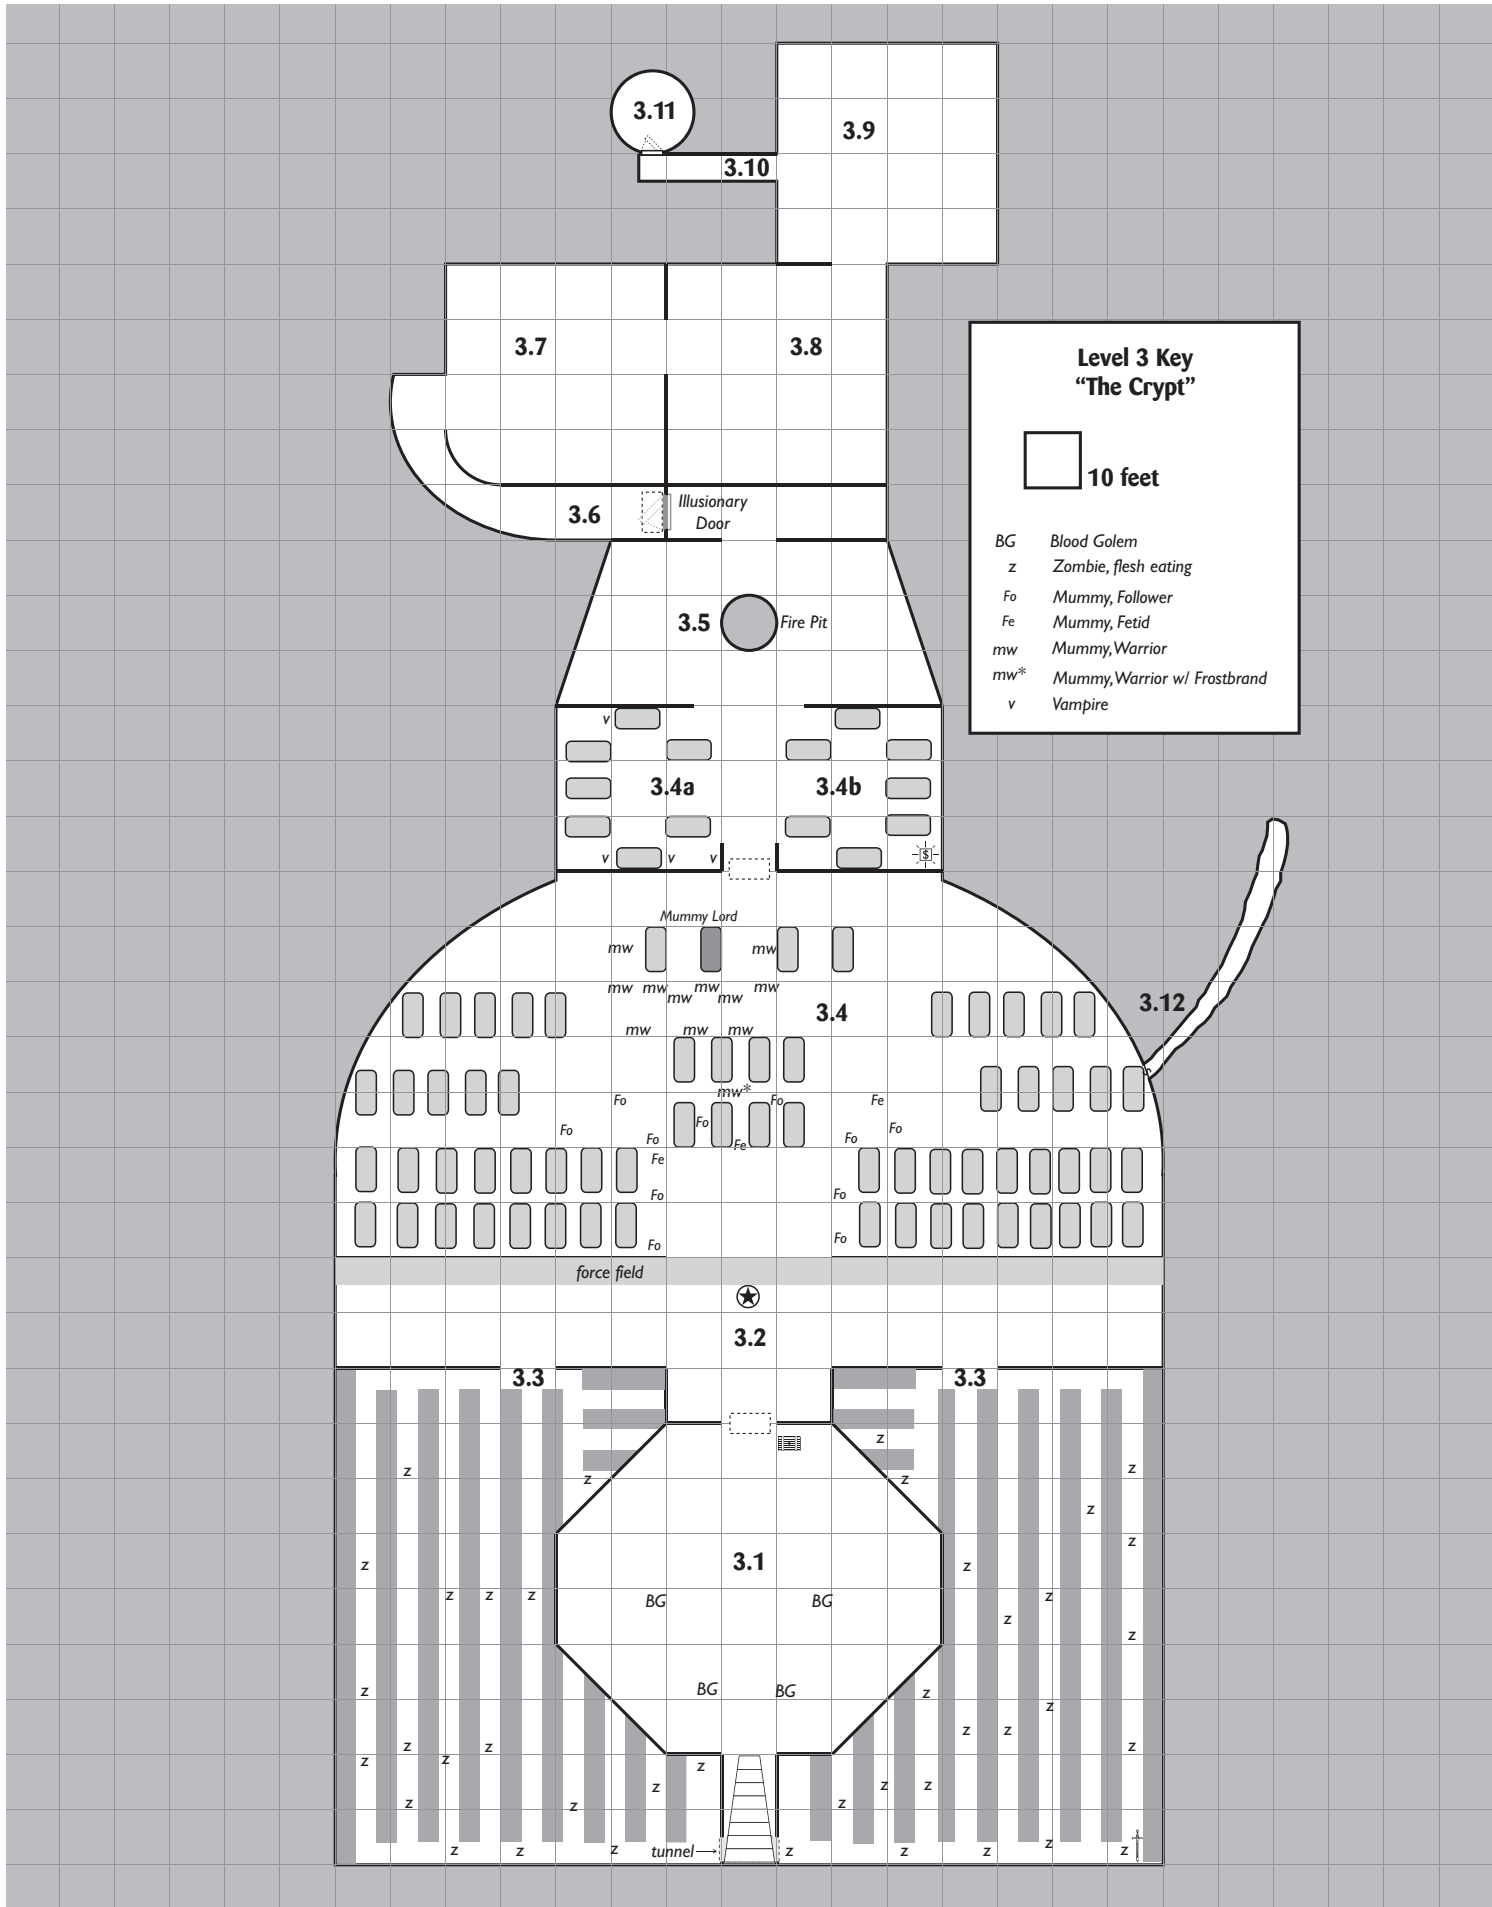 3.11
3.9
3.10
3.7
3.8
Level 3 Key
“The Crypt”
10 feet
3.6
Illusionary
Door
BG Blood Golem
z Zombie, flesh eating
Fo Mummy, Follower
Fe Mummy, Fetid
mw Mummy, Warrior
mw* Mummy, Warrior w/ Frostbrand
v Vampire
3.5
Fire Pit
v
3.4a
3.4b
v v v
$
Mummy Lord
mw mw
mw mw mw mw
mw mw
3.12
3.4
mw mw mw
mw*
Fo Fo Fe
Fo Fo Fo
Fo Fe Fo
Fe
Fo Fo
Fo Fo
force field
3.2
3.3 3.3
z
z z
z z
z
z
3.1
z z
z z z z
BG BG
z
z
BG BG
z z
z
z z
z z z
z z
z
z z z
z z z
z z
tunnel
z z z z z z z z